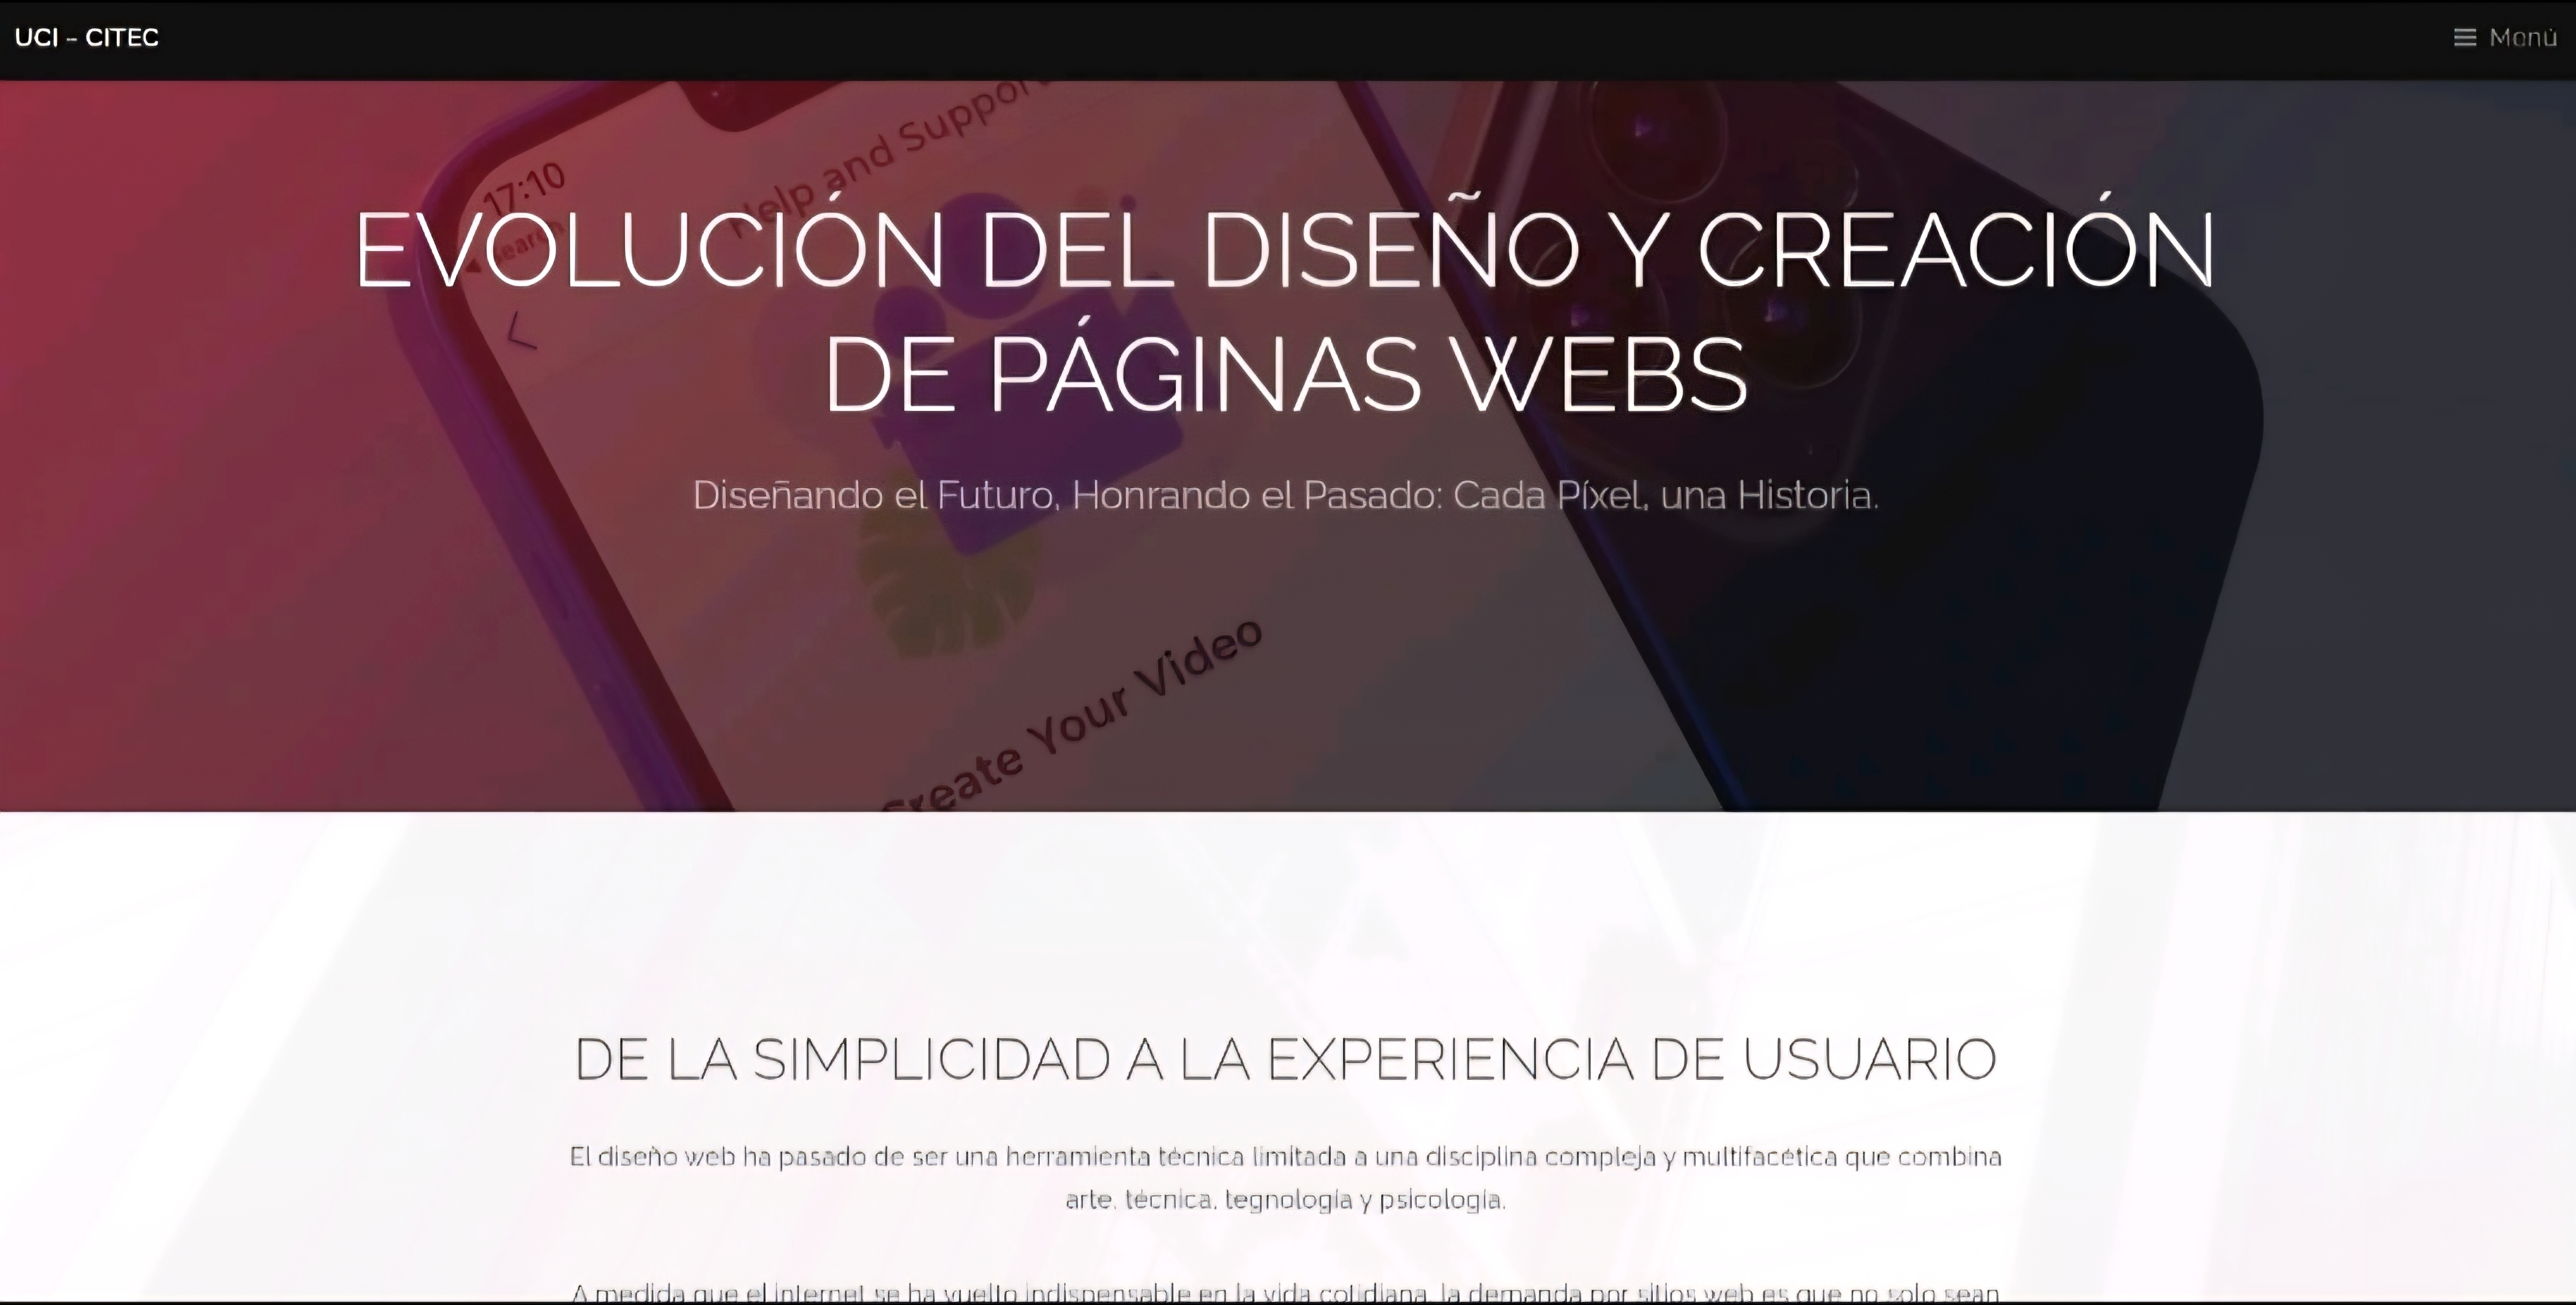 UCI - CITEC
Menú
17:10
Search
Help and Support
EVOLUCIÓN DEL DISEÑO Y CREACIÓN
DE PÁGINAS WEBS
Diseñando el Futuro, Honrando el Pasado: Cada Píxel, una Historia.
Create Your Video
DE LA SIMPLICIDAD A LA EXPERIENCIA DE USUARIO
El diseño web ha pasado de ser una herramienta técnica limitada a una disciplina compleja y multifacética que combina
arte, técnica, tegnología y psicología.
A medida que el internet se ha vuelto indispensable en la vida cotidiana, la demanda por sitios web es que no solo sean